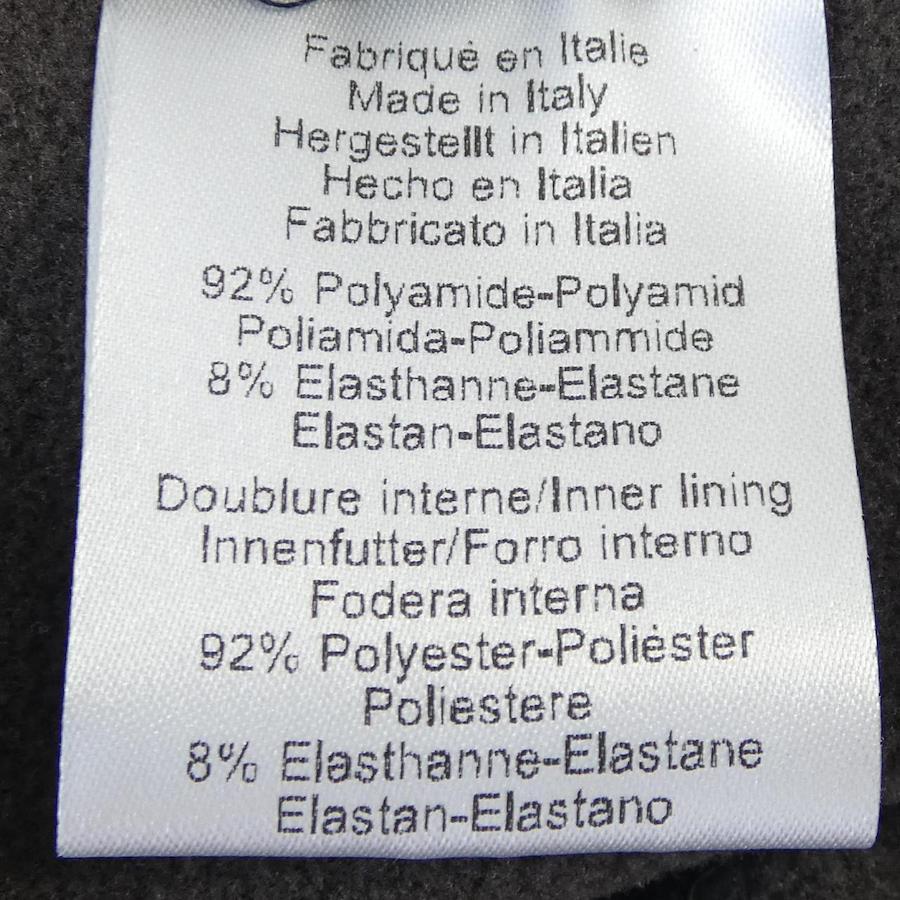 Fabriqué en Italie
Made in Italy
Hergestellt in Italien
Hecho en Italia
Fabbricato in Italia
92% Polyamide-Polyamid
Poliamida-Poliammide
8% Elasthanne-Elastane
Elastan-Elastano
Doublure interne/Inner lining
Innenfutter/Forro interno
Fodera interna
92% Polyester-Poliéster
Poliestere
8% Elasthanne-Elastane
Elastan-Elastano